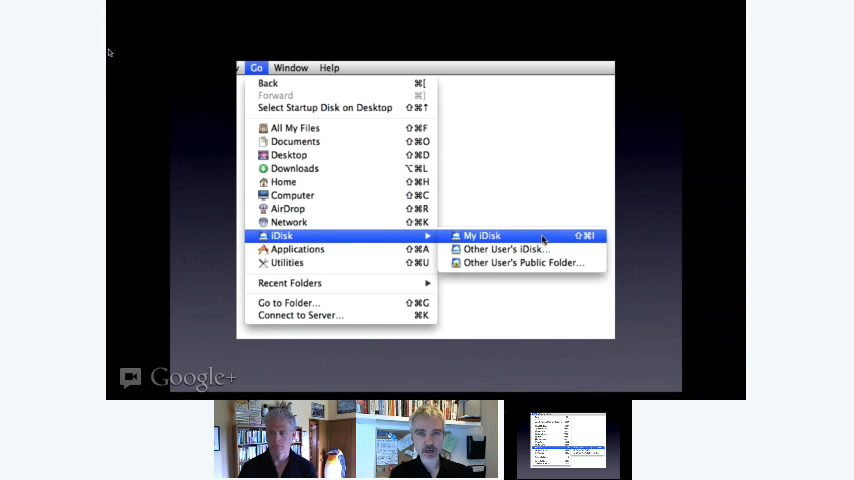 Go Window Help
Back ⌘[
Forward ⌘]
Select Startup Disk on Desktop ⇧⌘↑
All My Files ⇧⌘F
Documents ⇧⌘O
Desktop ⇧⌘D
Downloads ⌥⌘L
Home ⇧⌘H
Computer ⇧⌘C
AirDrop ⇧⌘R
Network ⇧⌘K
iDisk ▶
My iDisk ⇧⌘I
Other User's iDisk...
Other User's Public Folder...
Applications ⇧⌘A
Utilities ⇧⌘U
Recent Folders ▶
Go to Folder... ⇧⌘G
Connect to Server... ⌘K
Google+